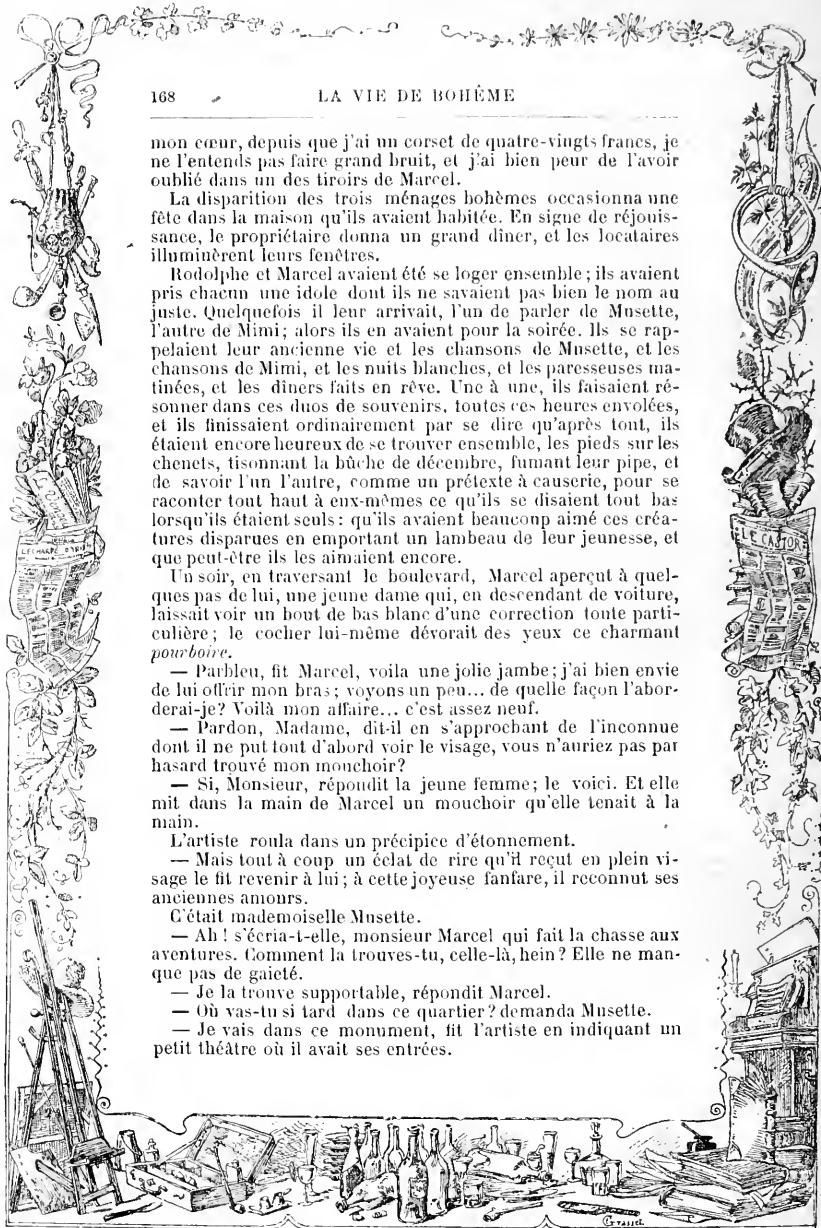 168 LA VIE DE BOHÊME
mon cœur, depuis que j'ai un corset de quatre-vingts francs, je
ne l'entends pas faire grand bruit, et j'ai bien peur de l'avoir
oublié dans un des tiroirs de Marcel.
La disparition des trois ménages bohèmes occasionna une
fête dans la maison qu'ils avaient habitée. En signe de réjouis-
sance, le propriétaire donna un grand dîner, et les locataires
illuminèrent leurs fenêtres.
Rodolphe et Marcel avaient été se loger ensemble ; ils avaient
pris chacun une idole dont ils ne savaient pas bien le nom au
juste. Quelquefois il leur arrivait, l'un de parler de Musette,
l'autre de Mimi; alors ils en avaient pour la soirée. Ils se rap-
pelaient leur ancienne vie et les chansons de Musette, et les
chansons de Mimi, et les nuits blanches, et les paresseuses ma-
tinées, et les dîners faits en rêve. Une à une, ils faisaient ré-
sonner dans ces duos de souvenirs, toutes ces heures envolées,
et ils finissaient ordinairement par se dire qu'après tout, ils
étaient encore heureux de se trouver ensemble, les pieds sur les
chenets, tisonnant la bûche de décembre, fumant leur pipe, et
de savoir l'un l'autre, comme un prétexte à causerie, pour se
raconter tout haut à eux-mêmes ce qu'ils se disaient tout bas
lorsqu'ils étaient seuls : qu'ils avaient beaucoup aimé ces créa-
tures disparues en emportant un lambeau de leur jeunesse, et
que peut-être ils les aimaient encore.
Un soir, en traversant le boulevard, Marcel aperçut à quel-
ques pas de lui, une jeune dame qui, en descendant de voiture,
laissait voir un bout de bas blanc d'une correction toute parti-
culière ; le cocher lui-même dévorait des yeux ce charmant
pourboire.
— Parbleu, fit Marcel, voila une jolie jambe ; j'ai bien envie
de lui offrir mon bras ; voyons un peu... de quelle façon l'abor-
derai-je? Voilà mon affaire... c'est assez neuf.
— Pardon, Madame, dit-il en s'approchant de l'inconnue
dont il ne put tout d'abord voir le visage, vous n'auriez pas par
hasard trouvé mon mouchoir?
— Si, Monsieur, répondit la jeune femme ; le voici. Et elle
mit dans la main de Marcel un mouchoir qu'elle tenait à la
main.
L'artiste roula dans un précipice d'étonnement.
— Mais tout à coup un éclat de rire qu'il reçut en plein vi-
sage le fit revenir à lui ; à cette joyeuse fanfare, il reconnut ses
anciennes amours.
C'était mademoiselle Musette.
— Ah ! s'écria-t-elle, monsieur Marcel qui fait la chasse aux
aventures. Comment la trouves-tu, celle-là, hein? Elle ne man-
que pas de gaieté.
— Je la trouve supportable, répondit Marcel.
— Où vas-tu si tard dans ce quartier? demanda Musette.
— Je vais dans ce monument, fit l'artiste en indiquant un
petit théâtre où il avait ses entrées.
L'ECHARPE D'IRIS
LE CASTOR
Grasset